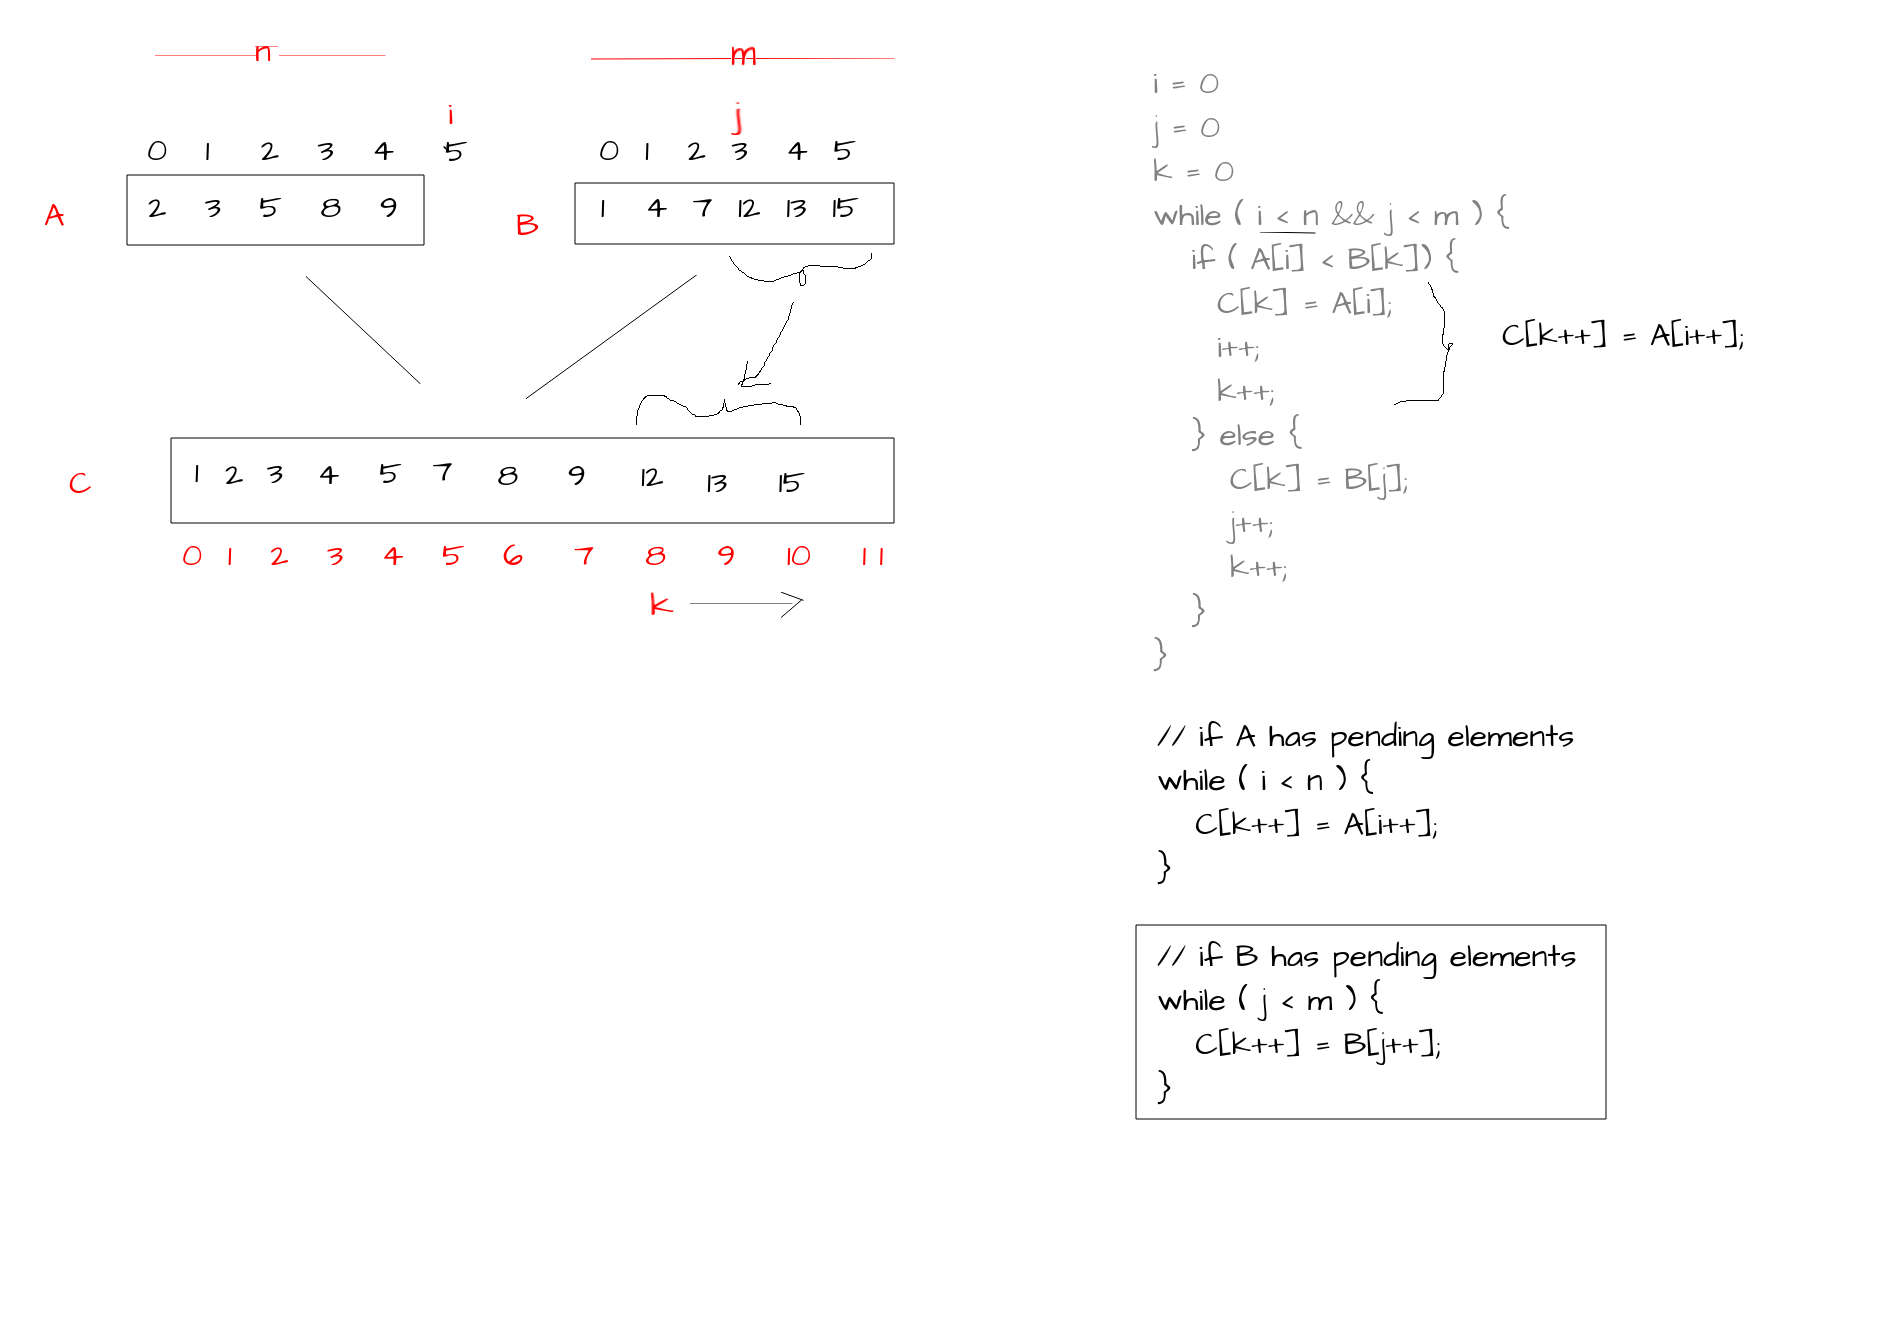 n
m
i
j
0 1 2 3 4 5
0 1 2 3 4 5
A
2 3 5 8 9
B
1 4 7 12 13 15
C
1 2 3 4 5 7 8 9 12 13 15
0 1 2 3 4 5 6 7 8 9 10 11
k
i = 0
j = 0
k = 0
while ( i < n && j < m ) {
if ( A[i] < B[k]) {
C[k] = A[i];
i++;
k++;
C[k++] = A[i++];
} else {
C[k] = B[j];
j++;
k++;
}
}
// if A has pending elements
while ( i < n ) {
C[k++] = A[i++];
}
// if B has pending elements
while ( j < m ) {
C[k++] = B[j++];
}